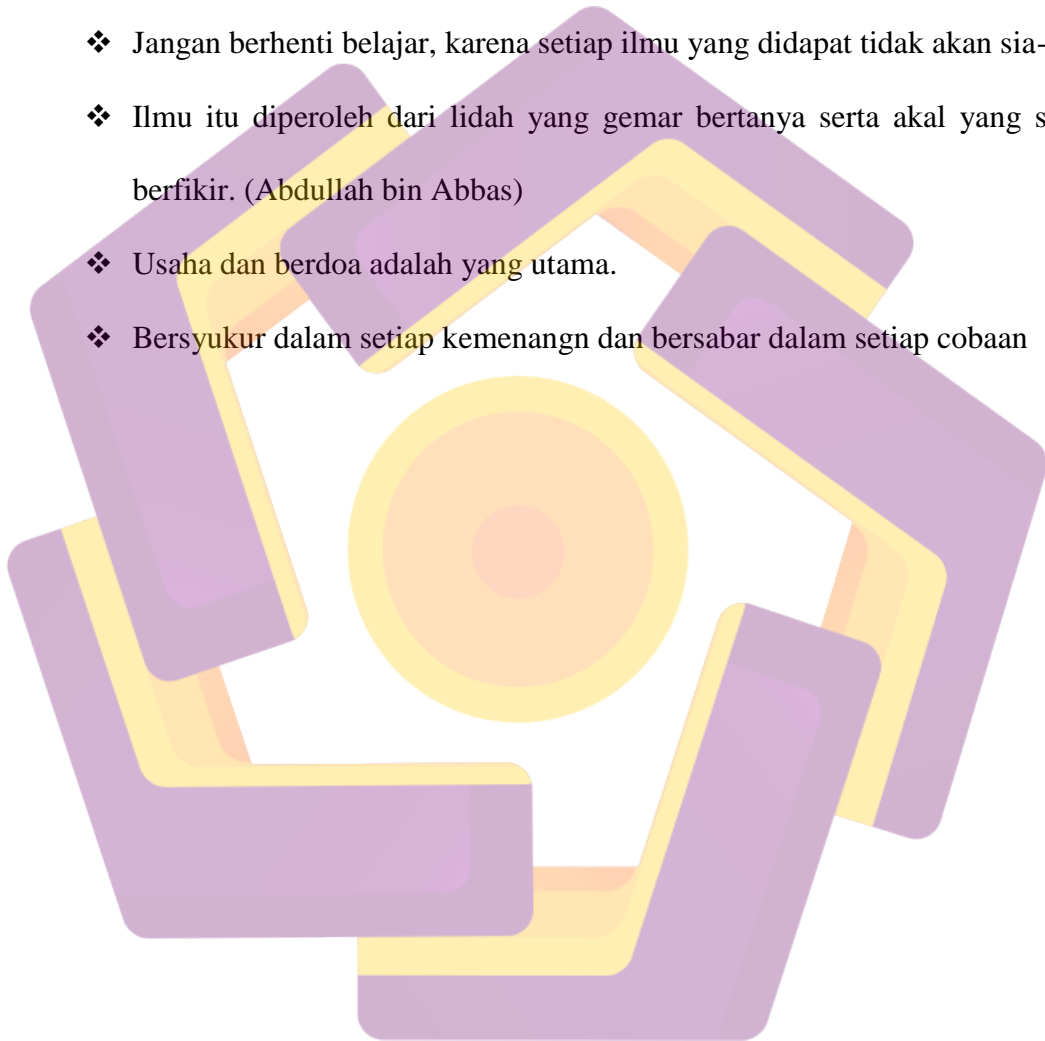 ❖ Jangan berhenti belajar, karena setiap ilmu yang didapat tidak akan sia-
❖ Ilmu itu diperoleh dari lidah yang gemar bertanya serta akal yang s
berfikir. (Abdullah bin Abbas)
❖ Usaha dan berdoa adalah yang utama.
❖ Bersyukur dalam setiap kemenangn dan bersabar dalam setiap cobaan